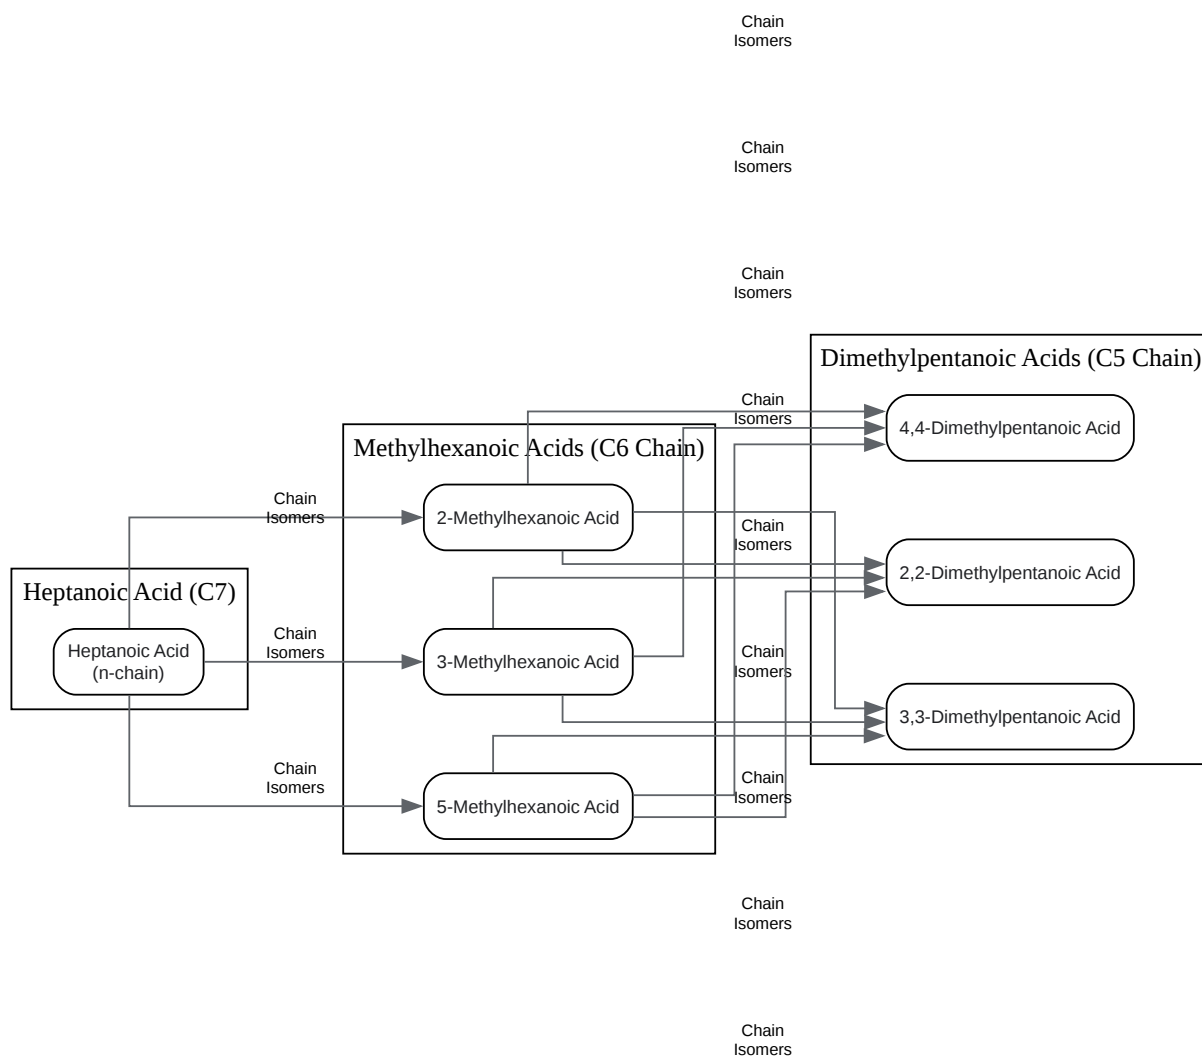 Chain
Isomers
Chain
Isomers
Chain
Isomers
Dimethylpentanoic Acids (C5 Chain)
Chain
Isomers
4,4-Dimethylpentanoic Acid
Methylhexanoic Acids (C6 Chain)
Chain
Isomers
2-Methylhexanoic Acid
Chain
Isomers
2,2-Dimethylpentanoic Acid
Heptanoic Acid (C7)
Heptanoic Acid
(n-chain)
Chain
Isomers
3-Methylhexanoic Acid
Chain
Isomers
3,3-Dimethylpentanoic Acid
Chain
Isomers
5-Methylhexanoic Acid
Chain
Isomers
Chain
Isomers
Chain
Isomers